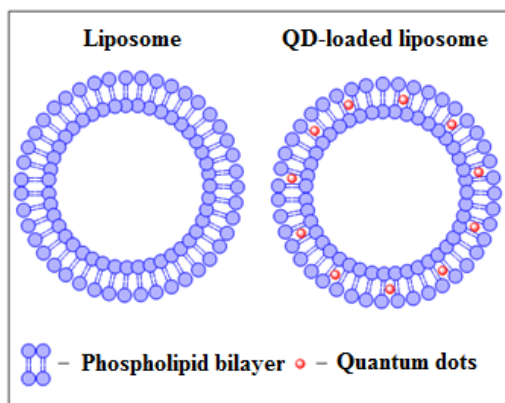 Liposome QD-loaded liposome
– Phospholipid bilayer – Quantum dots